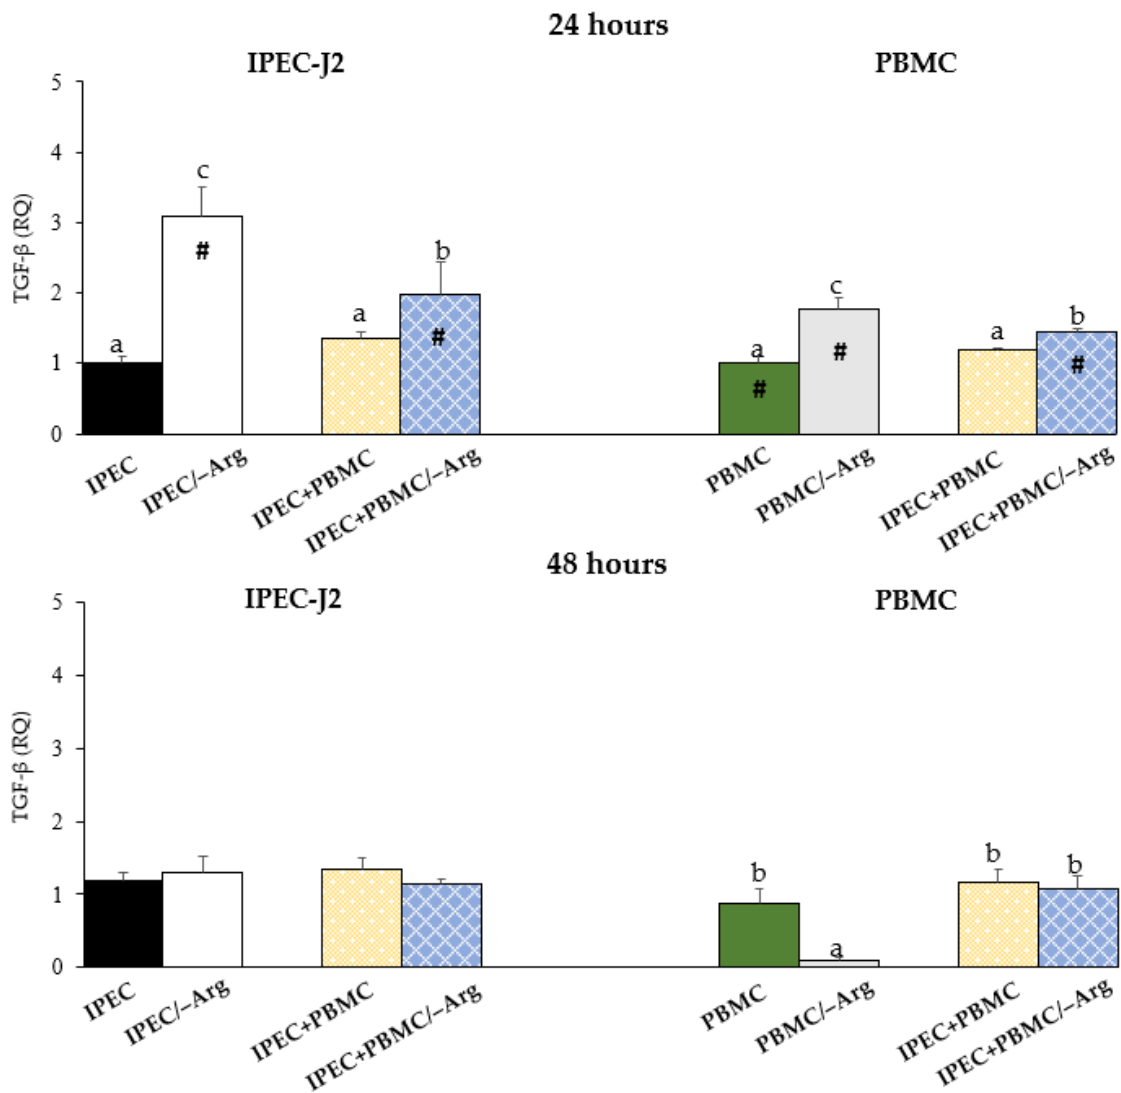 24 hours
IPEC-J2 PBMC
5
4
3
2
1
0
TGF-β (RQ)
a
c
#
a
b
#
a
#
c
#
a
b
#
IPEC
IPEC/–Arg
IPEC+PBMC
IPEC+PBMC/–Arg
PBMC
PBMC/–Arg
IPEC+PBMC
IPEC+PBMC/–Arg
48 hours
IPEC-J2 PBMC
5
4
3
2
1
0
TGF-β (RQ)
b
a
b
b
IPEC
IPEC/–Arg
IPEC+PBMC
IPEC+PBMC/–Arg
PBMC
PBMC/–Arg
IPEC+PBMC
IPEC+PBMC/–Arg